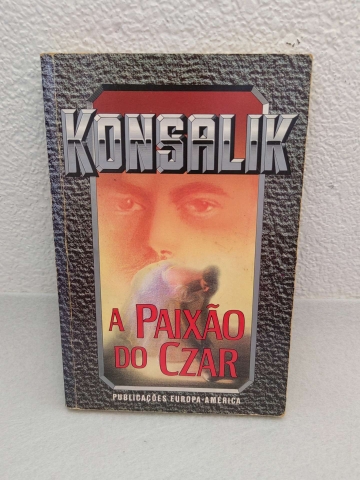 KONSALIK
A PAIXÃO
DO CZAR
PUBLICAÇÕES EUROPA-AMÉRICA